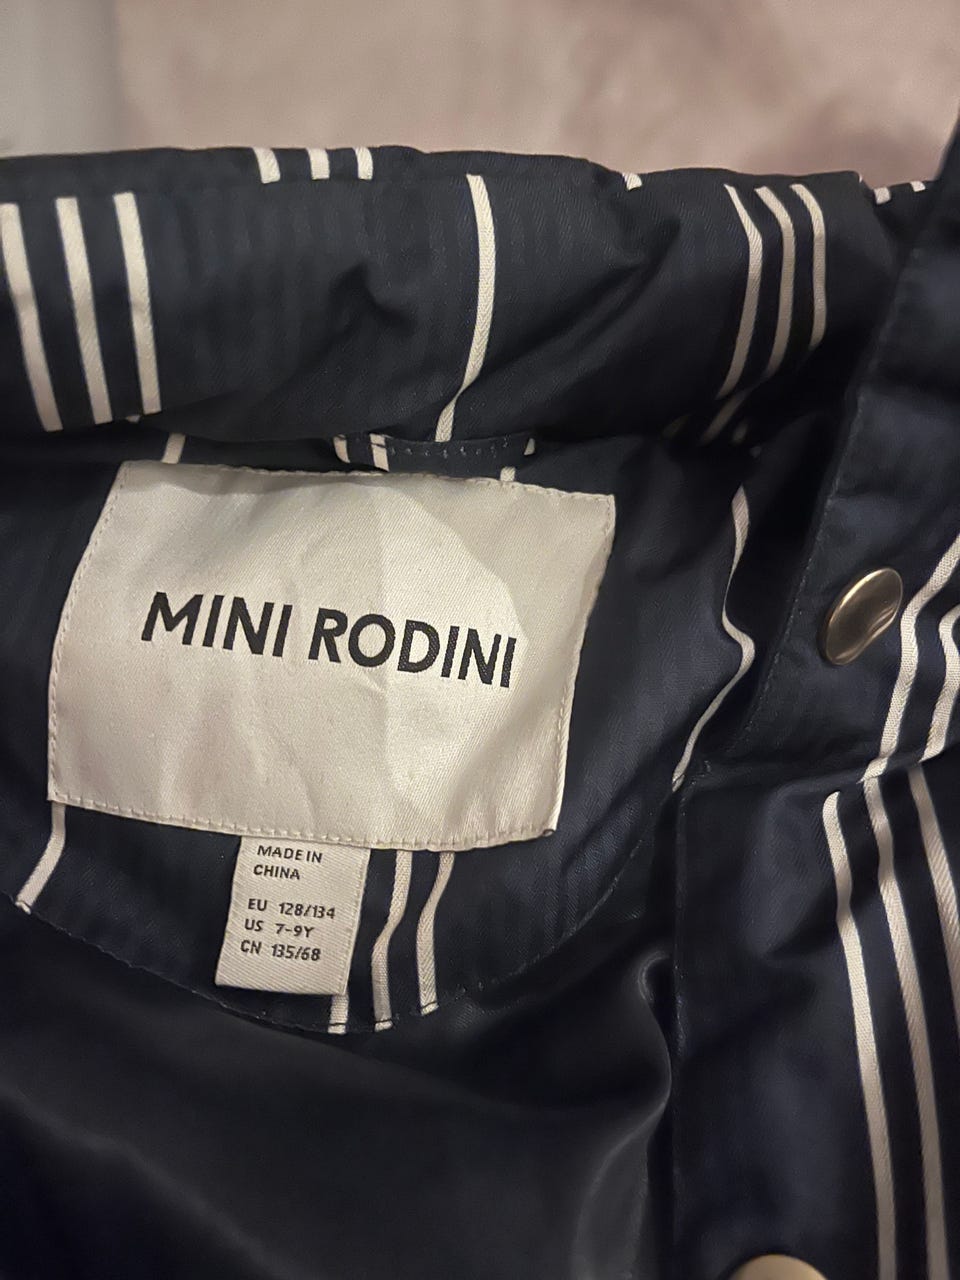 MINI RODINI
MADE IN
CHINA
EU 128/134
US 7-9Y
CN 135/68